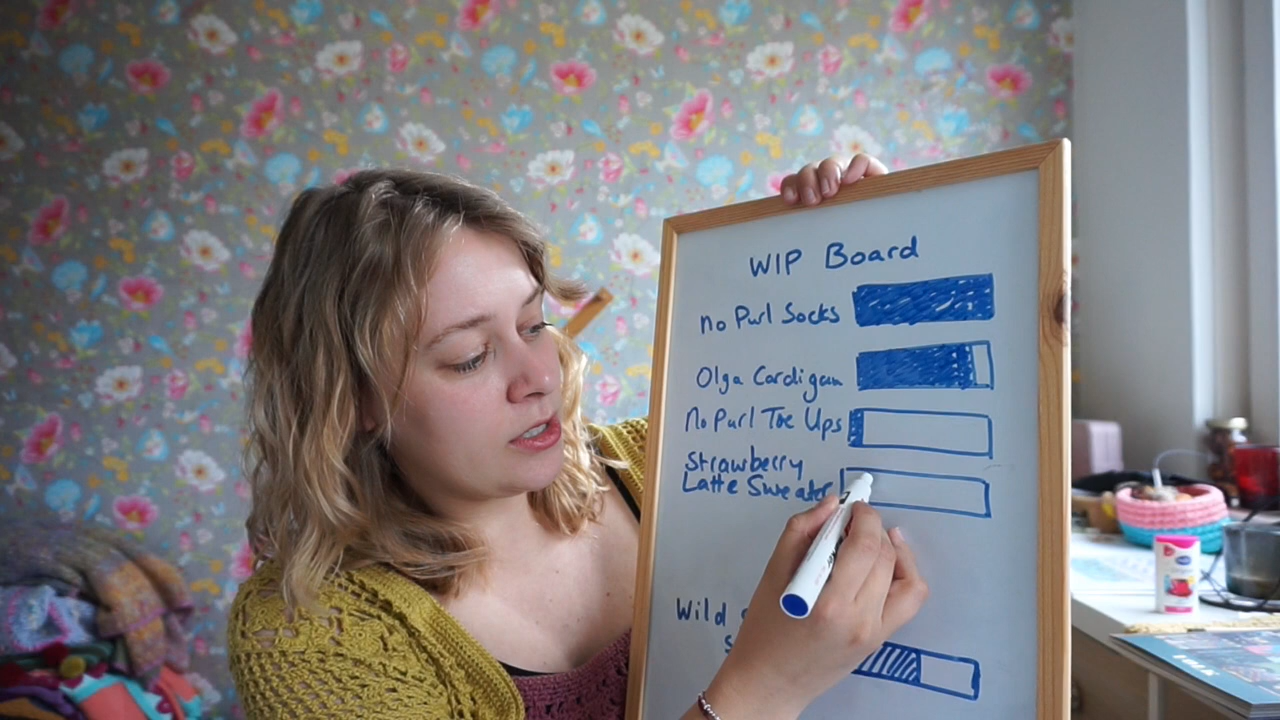 WIP Board
no Purl Socks
Olga Cardigan
No Purl Toe Ups
Strawberry
Latte Sweater
Wild